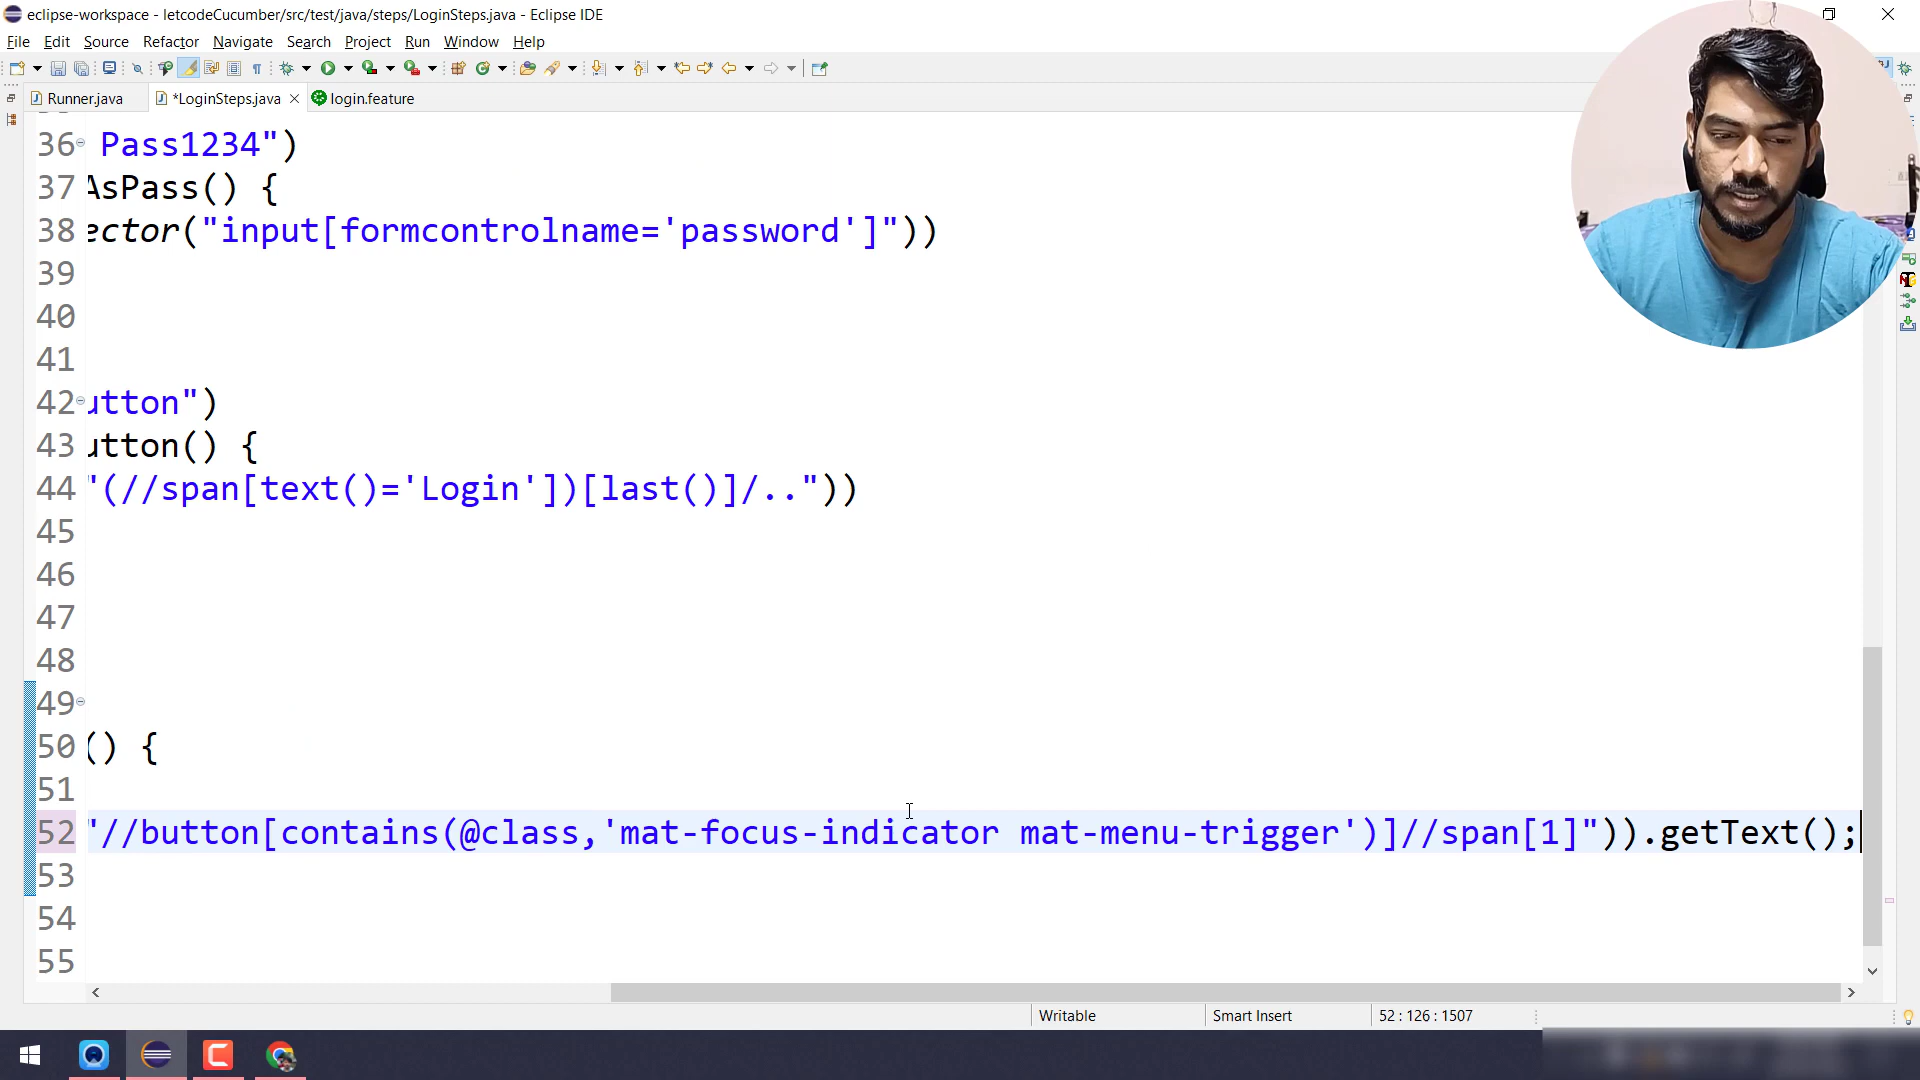 eclipse-workspace - letcodeCucumber/src/test/java/steps/LoginSteps.java - Eclipse IDE
File Edit Source Refactor Navigate Search Project Run Window Help
Runner.java *LoginSteps.java login.feature
36 Pass1234")
37 AsPass() {
38 ector("input[formcontrolname='password']"))
39
40
41
42 utton")
43 utton() {
44 "(//span[text()='Login'])[last()]/.."))
45
46
47
48
49
50 () {
51
52 "//button[contains(@class,'mat-focus-indicator mat-menu-trigger')]//span[1]")).getText();
53
54
55
Writable Smart Insert 52 : 126 : 1507